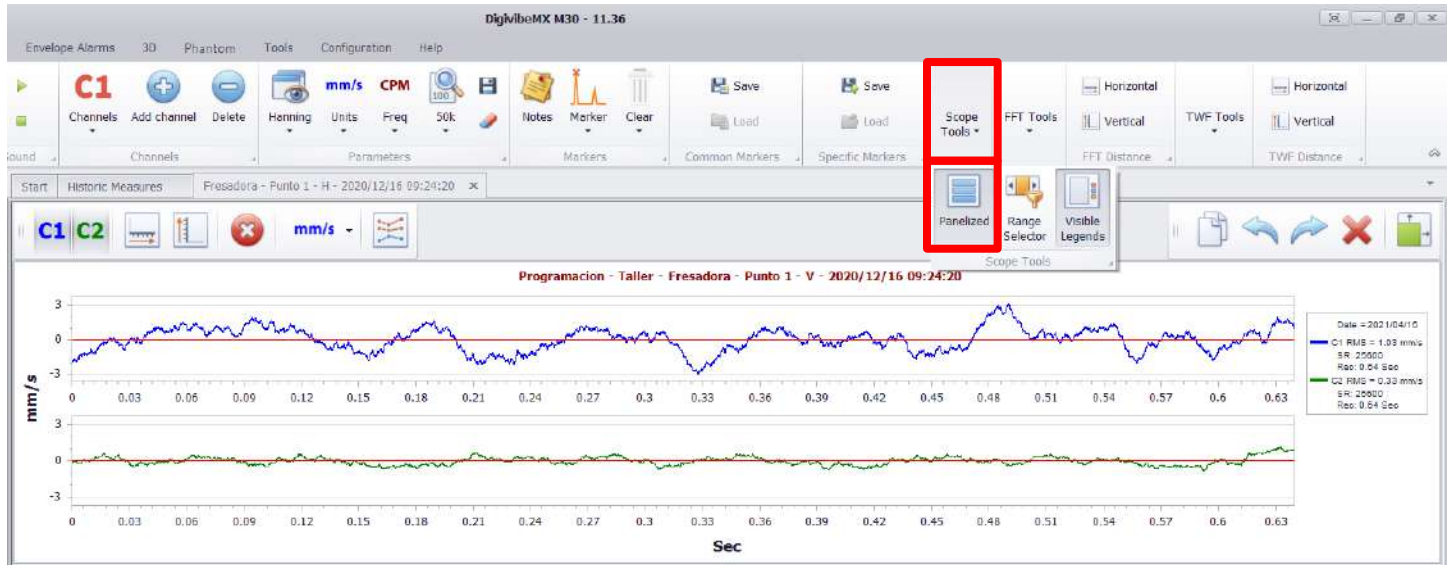 DigivibeMX M30 - 11.36
Envelope Alarms 3D Phantom Tools Configuration Help
C1 mm/s CPM 100 Save Save Horizontal Horizontal
Channels Add channel Delete Hanning Units Freq 50k Notes Marker Clear Load Load Scope Tools FFT Tools Vertical TWF Tools Vertical
Sound Channels Parameters Markers Common Markers Specific Markers FFT Distance TWF Distance
Start Historic Measures Fresadora - Punto 1 - H - 2020/12/16 09:24:20
C1 C2 mm/s
Panelized Range Selector Visible Legends
Scope Tools
Programacion - Taller - Fresadora - Punto 1 - V - 2020/12/16 09:24:20
3
0
-3
0 0.03 0.06 0.09 0.12 0.15 0.18 0.21 0.24 0.27 0.3 0.33 0.36 0.39 0.42 0.45 0.48 0.51 0.54 0.57 0.6 0.63
mm/s
3
0
-3
0 0.03 0.06 0.09 0.12 0.15 0.18 0.21 0.24 0.27 0.3 0.33 0.36 0.39 0.42 0.45 0.48 0.51 0.54 0.57 0.6 0.63
Sec
Date = 2021/04/15
C1 RMS = 1.03 mm/s
SR: 25600
Rec: 0.64 Sec
C2 RMS = 0.33 mm/s
SR: 25600
Rec: 0.64 Sec